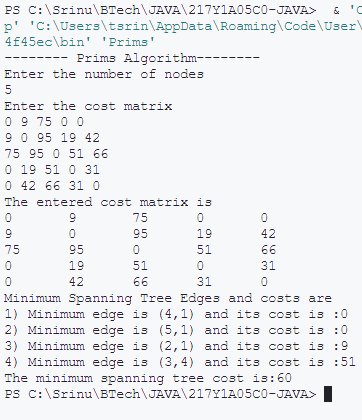 PS C:\Srinu\BTech\JAVA\217Y1A05C0-JAVA>  & 'C
p' 'C:\Users\tsrin\AppData\Roaming\Code\User\
4f45ec\bin' 'Prims'
-------- Prims Algorithm--------
Enter the number of nodes
5
Enter the cost matrix
0 9 75 0 0
9 0 95 19 42
75 95 0 51 66
0 19 51 0 31
0 42 66 31 0
The entered cost matrix is
0 9 75 0 0
9 0 95 19 42
75 95 0 51 66
0 19 51 0 31
0 42 66 31 0
Minimum Spanning Tree Edges and costs are
1) Minimum edge is (4,1) and its cost is :0
2) Minimum edge is (5,1) and its cost is :0
3) Minimum edge is (2,1) and its cost is :9
4) Minimum edge is (3,4) and its cost is :51
The minimum spanning tree cost is:60
PS C:\Srinu\BTech\JAVA\217Y1A05C0-JAVA>